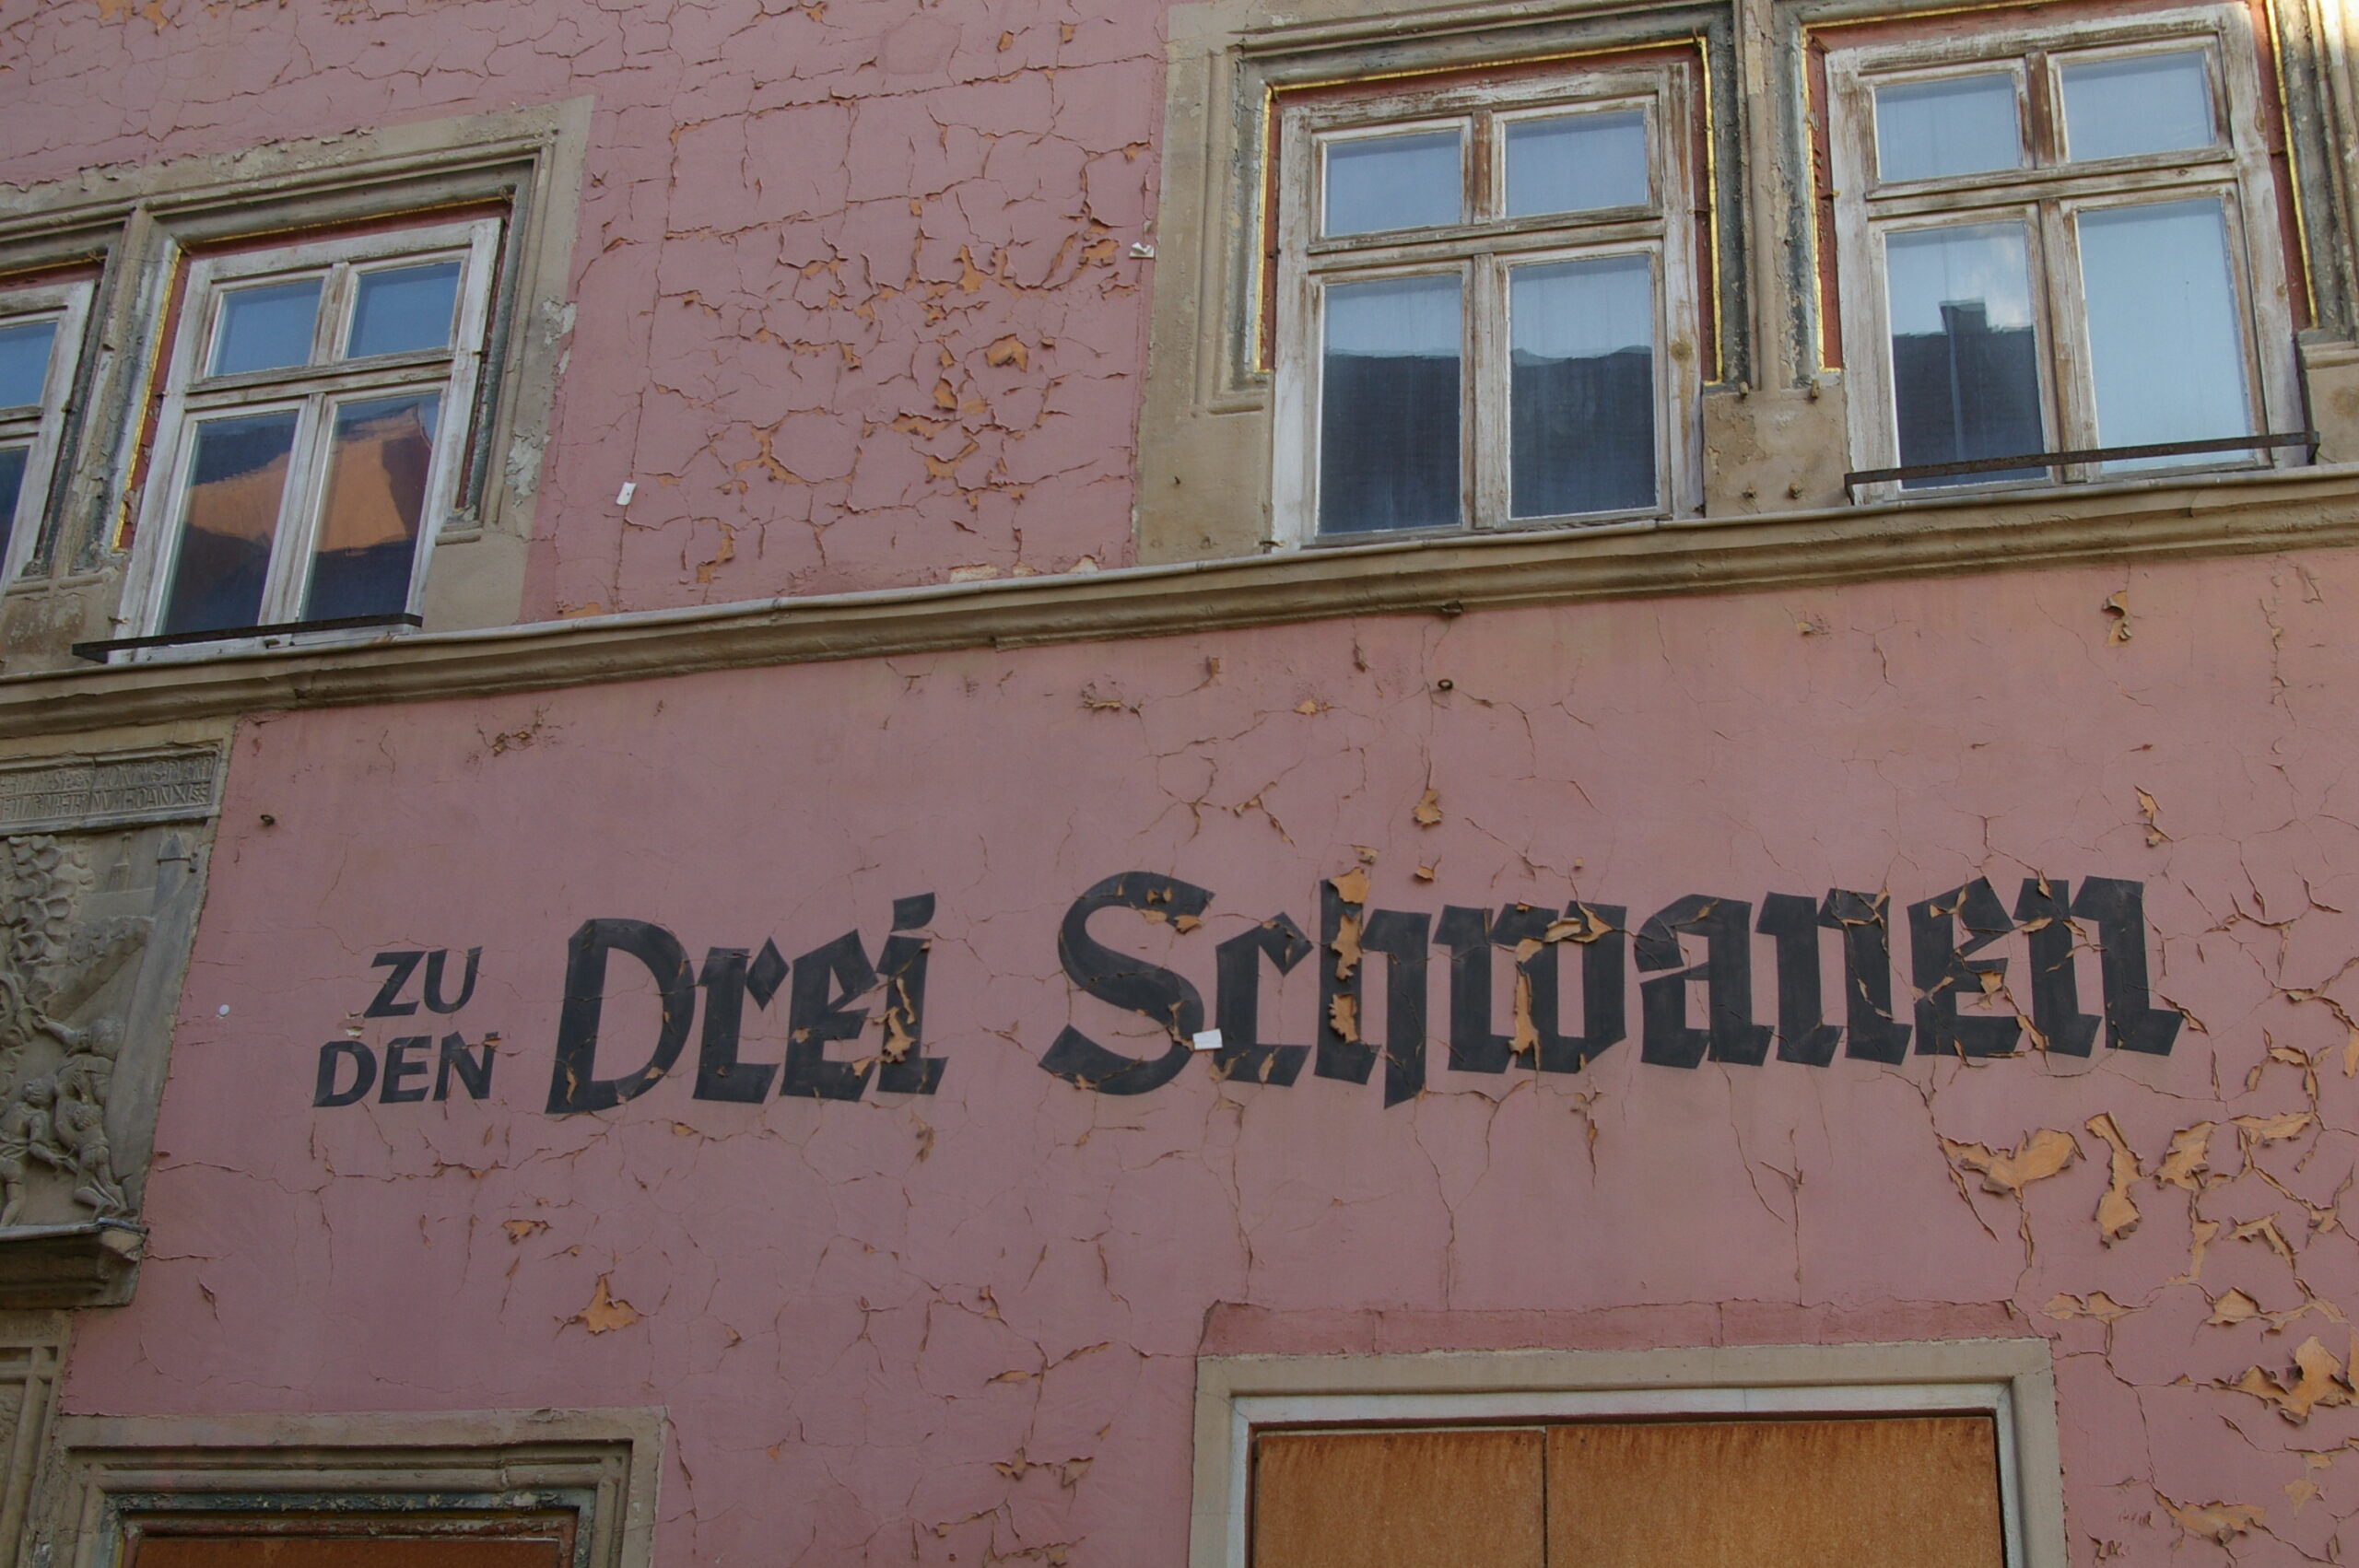 ZU
DEN
Drei Schwanen